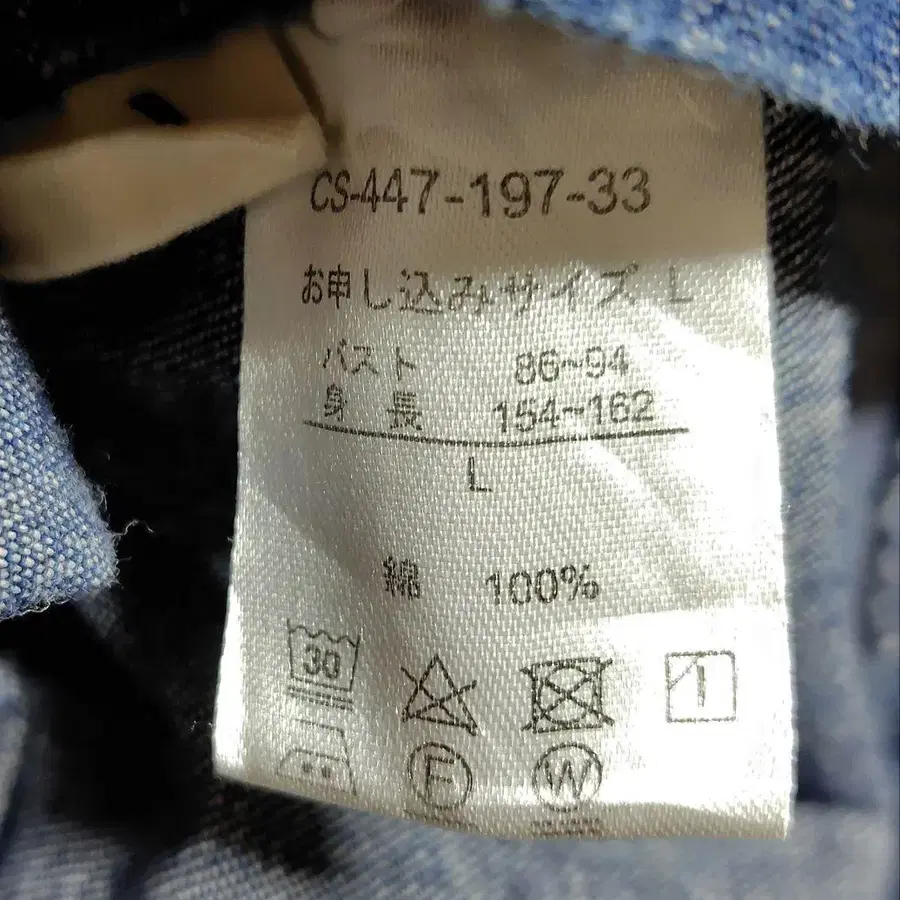 CS-447-197-33
お申し込みサイズ L
バスト 86~94
身長 154~162
L
綿 100%
30
F W